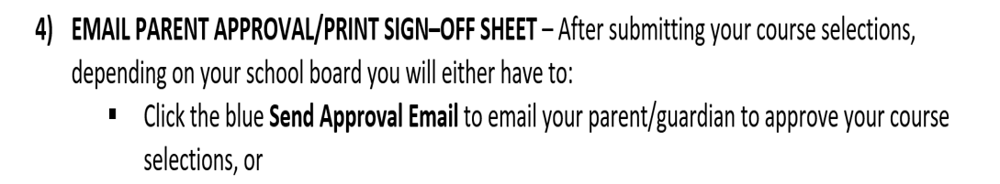 4) EMAIL PARENT APPROVAL/PRINT SIGN–OFF SHEET – After submitting your course selections,
depending on your school board you will either have to:
▪ Click the blue Send Approval Email to email your parent/guardian to approve your course
selections, or